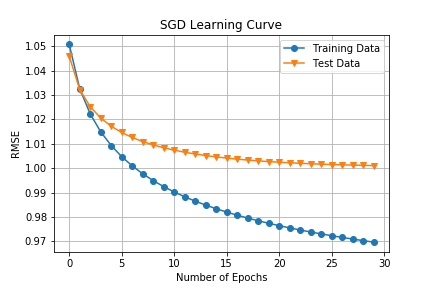 SGD Learning Curve
Training Data
Test Data
RMSE
1.05
1.04
1.03
1.02
1.01
1.00
0.99
0.98
0.97
0 5 10 15 20 25 30
Number of Epochs